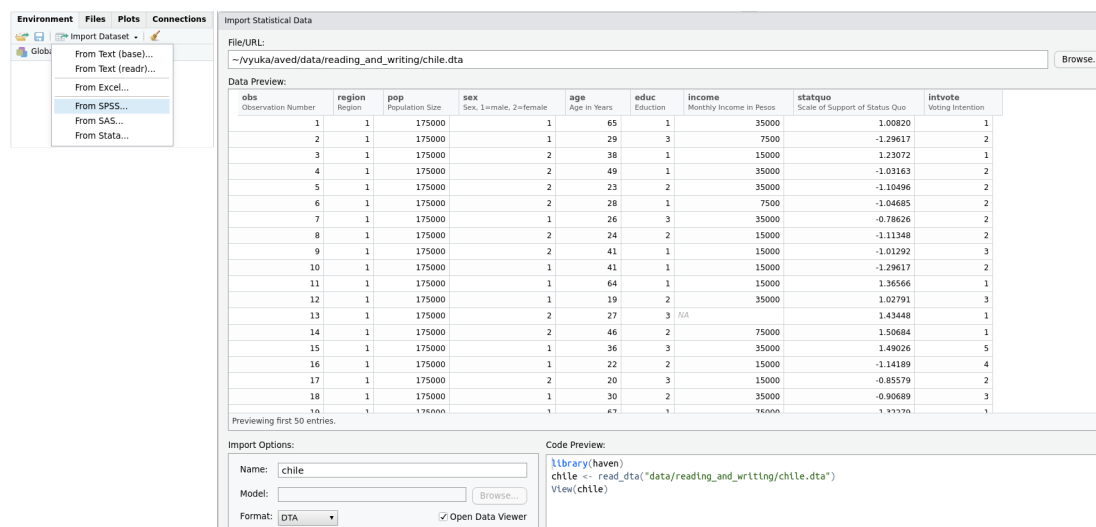 Environment Files Plots Connections
Import Dataset
Globa
From Text (base)...
From Text (readr)...
From Excel...
From SPSS...
From SAS...
From Stata...
Import Statistical Data
File/URL:
~/vyuka/aved/data/reading_and_writing/chile.dta Browse.
Data Preview:
obs region pop sex age educ income statquo intvote
Observation Number Region Population Size Sex, 1=male, 2=female Age in Years Eduction Monthly Income in Pesos Scale of Support of Status Quo Voting Intention
1 1 175000 1 65 1 35000 1.00820 1
2 1 175000 1 29 3 7500 -1.29617 2
3 1 175000 2 38 1 15000 1.23072 1
4 1 175000 2 49 1 35000 -1.03163 2
5 1 175000 2 23 2 35000 -1.10496 2
6 1 175000 2 28 1 7500 -1.04685 2
7 1 175000 1 26 3 35000 -0.78626 2
8 1 175000 2 24 2 15000 -1.11348 2
9 1 175000 2 41 1 15000 -1.01292 3
10 1 175000 1 41 1 15000 -1.29617 2
11 1 175000 1 64 1 15000 1.36566 1
12 1 175000 1 19 2 35000 1.02791 3
13 1 175000 2 27 3 NA 1.43448 1
14 1 175000 2 46 2 75000 1.50684 1
15 1 175000 1 36 3 35000 1.49026 5
16 1 175000 1 22 2 15000 -1.14189 4
17 1 175000 2 20 3 15000 -0.85579 2
18 1 175000 1 30 2 35000 -0.90689 3
19 1 175000 1 67 1 75000 1.32279 1
Previewing first 50 entries.
Import Options:
Name: chile
Model: Browse...
Format: DTA Open Data Viewer
Code Preview:
library(haven)
chile <- read_dta("data/reading_and_writing/chile.dta")
View(chile)